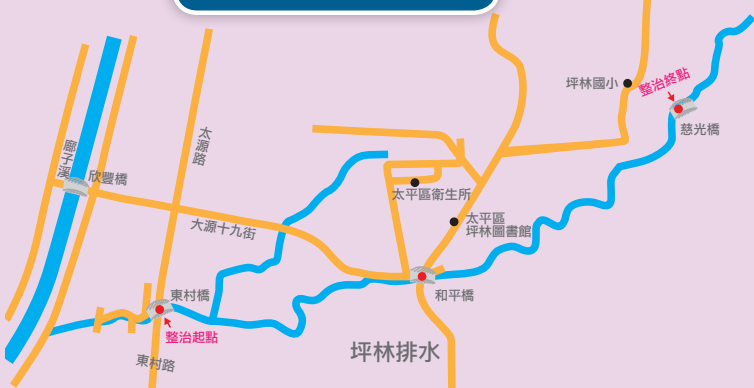 坪林國小
整治終點
慈光橋
太源路
廍子溪
欣豐橋
太平區衛生所
太平區
坪林圖書館
大源十九街
東村橋
和平橋
整治起點
坪林排水
東村路